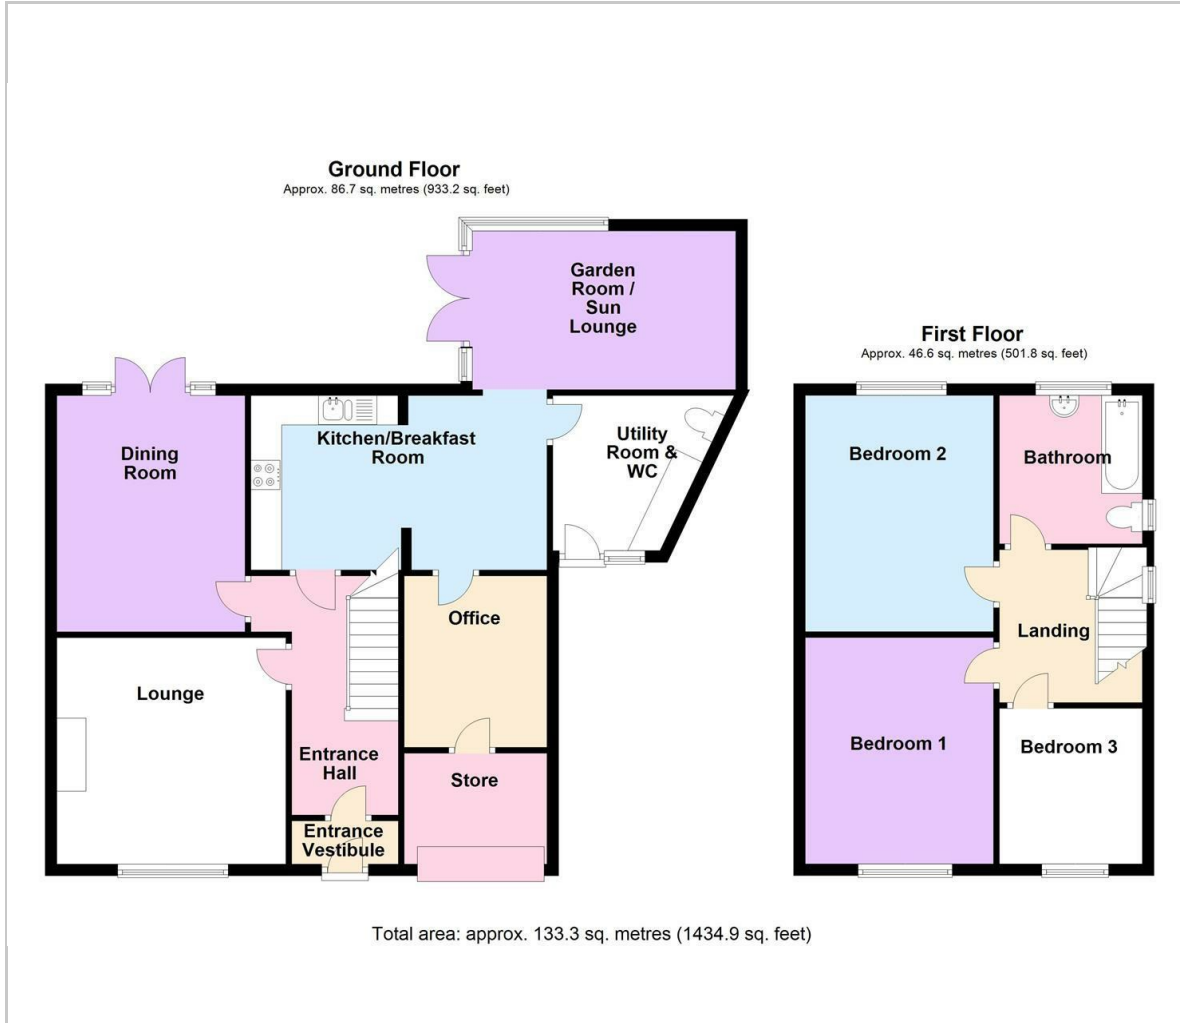 Ground Floor
Approx. 86.7 sq. metres (933.2 sq. feet)
Garden
Room /
Sun
Lounge
Dining
Room
Kitchen/Breakfast
Room
Utility
Room &
WC
Office
Lounge
Entrance
Hall
Store
Entrance
Vestibule
First Floor
Approx. 46.6 sq. metres (501.8 sq. feet)
Bedroom 2
Bathroom
Landing
Bedroom 1
Bedroom 3
Total area: approx. 133.3 sq. metres (1434.9 sq. feet)